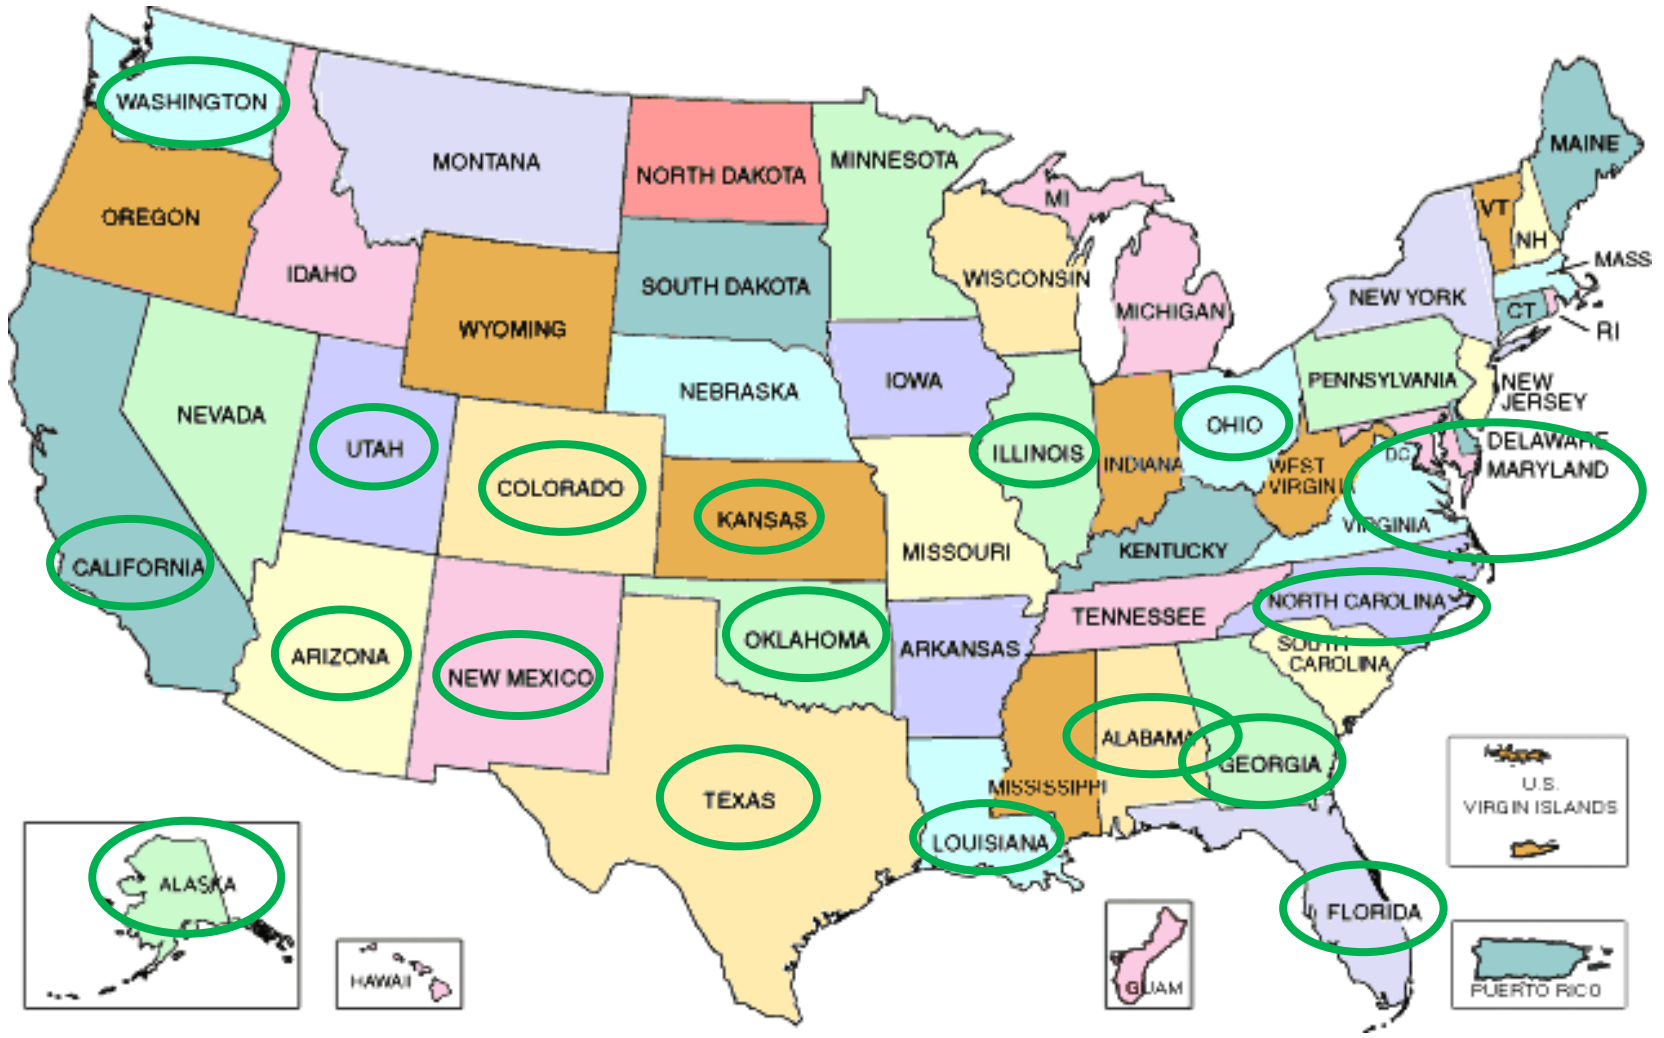 WASHINGTON
MONTANA
NORTH DAKOTA
MINNESOTA
MAINE
MI
VT
NH
OREGON
IDAHO
WYOMING
SOUTH DAKOTA
WISCONSIN
MICHIGAN
NEW YORK
MASS
CT
RI
NEVADA
UTAH
COLORADO
NEBRASKA
IOWA
ILLINOIS
INDIANA
OHIO
PENNSYLVANIA
NEW
JERSEY
DELAWARE
MARYLAND
DC
WEST
VIRGINIA
VIRGINIA
CALIFORNIA
KANSAS
MISSOURI
KENTUCKY
ARIZONA
NEW MEXICO
OKLAHOMA
ARKANSAS
TENNESSEE
NORTH CAROLINA
SOUTH
CAROLINA
TEXAS
LOUISIANA
MISSISSIPPI
ALABAMA
GEORGIA
FLORIDA
ALASKA
HAWAII
GUAM
U.S.
VIRGIN ISLANDS
PUERTO RICO